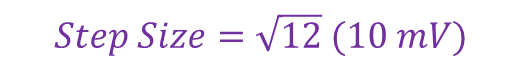 Step Size = √12 (10 mV)